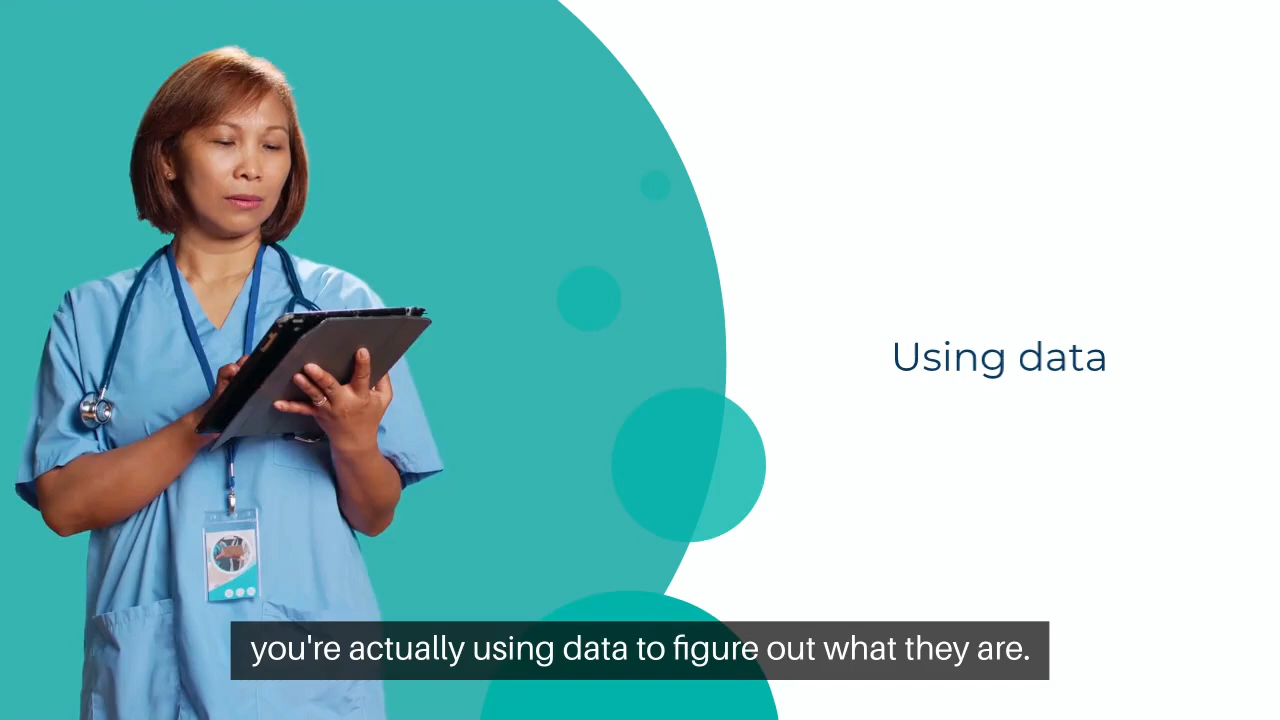 Using data
you're actually using data to figure out what they are.